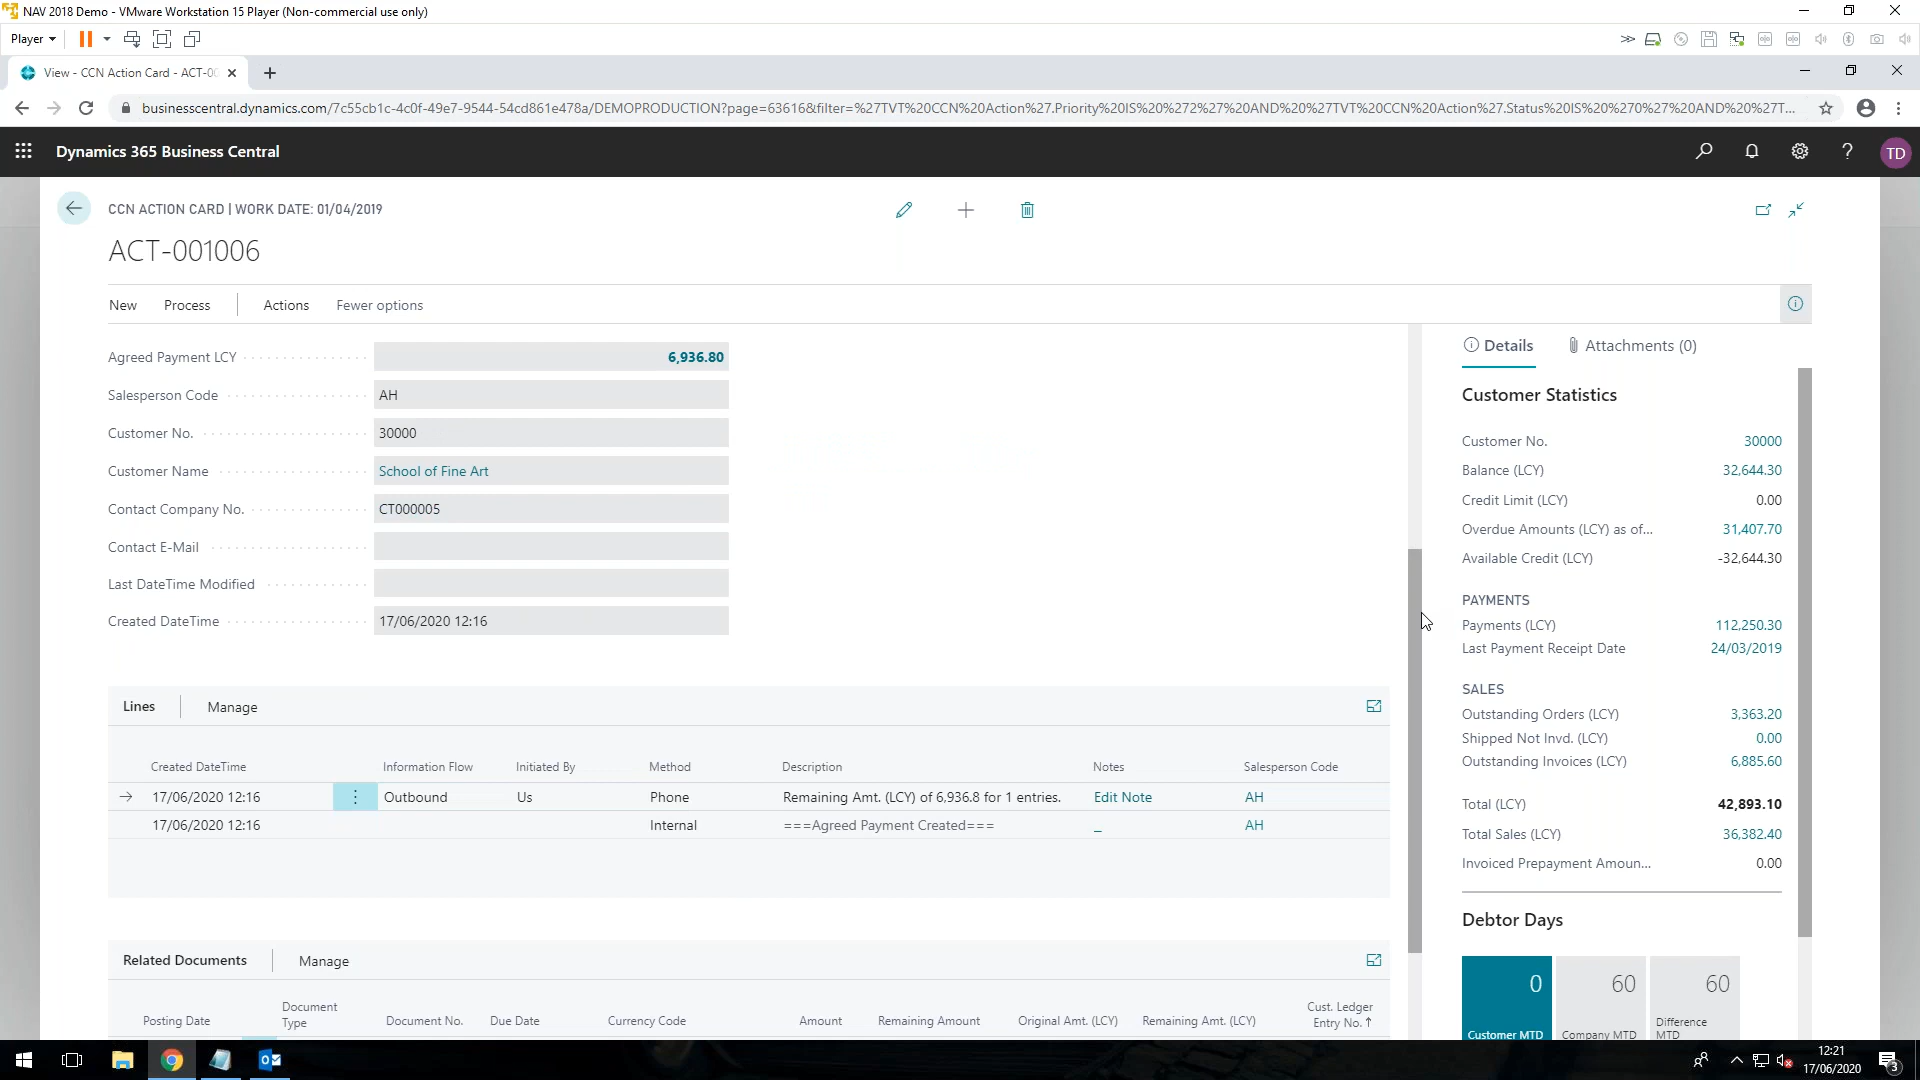 NAV 2018 Demo - VMware Workstation 15 Player (Non-commercial use only)
Player
View - CCN Action Card - ACT-00
businesscentral.dynamics.com/7c55cb1c-4c0f-49e7-9544-54cd861e478a/DEMOPRODUCTION?page=63616&filter=%27TVT%20CCN%20Action%27.Priority%20IS%20%272%27%20AND%20%27TVT%20CCN%20Action%27.Status%20IS%20%270%27%20AND%20%27T...
Dynamics 365 Business Central
TD
CCN ACTION CARD | WORK DATE: 01/04/2019
ACT-001006
New Process Actions Fewer options
Details Attachments (0)
Agreed Payment LCY 6,936.80
Salesperson Code AH
Customer No. 30000
Customer Name School of Fine Art
Contact Company No. CT000005
Contact E-Mail
Last DateTime Modified
Created DateTime 17/06/2020 12:16
Customer Statistics
Customer No. 30000
Balance (LCY) 32,644.30
Credit Limit (LCY) 0.00
Overdue Amounts (LCY) as of... 31,407.70
Available Credit (LCY) -32,644.30
PAYMENTS
Payments (LCY) 112,250.30
Last Payment Receipt Date 24/03/2019
SALES
Outstanding Orders (LCY) 3,363.20
Shipped Not Invd. (LCY) 0.00
Outstanding Invoices (LCY) 6,885.60
Total (LCY) 42,893.10
Total Sales (LCY) 36,382.40
Invoiced Prepayment Amoun... 0.00
Lines Manage
Created DateTime Information Flow Initiated By Method Description Notes Salesperson Code
17/06/2020 12:16 Outbound Us Phone Remaining Amt. (LCY) of 6,936.8 for 1 entries. Edit Note AH
17/06/2020 12:16 Internal ===Agreed Payment Created=== _ AH
Related Documents Manage
Posting Date Document Type Document No. Due Date Currency Code Amount Remaining Amount Original Amt. (LCY) Remaining Amt. (LCY) Cust. Ledger Entry No.↑
Debtor Days
0 60 60
Customer MTD Company MTD Difference MTD
12:21
17/06/2020
3